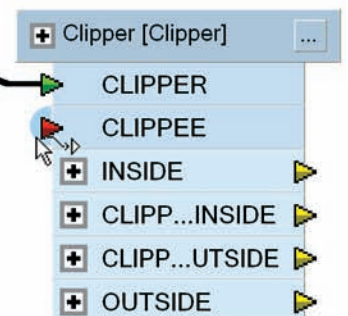 Clipper [Clipper] ...
CLIPPER
CLIPPEE
INSIDE
CLIPP...INSIDE
CLIPP...UTSIDE
OUTSIDE